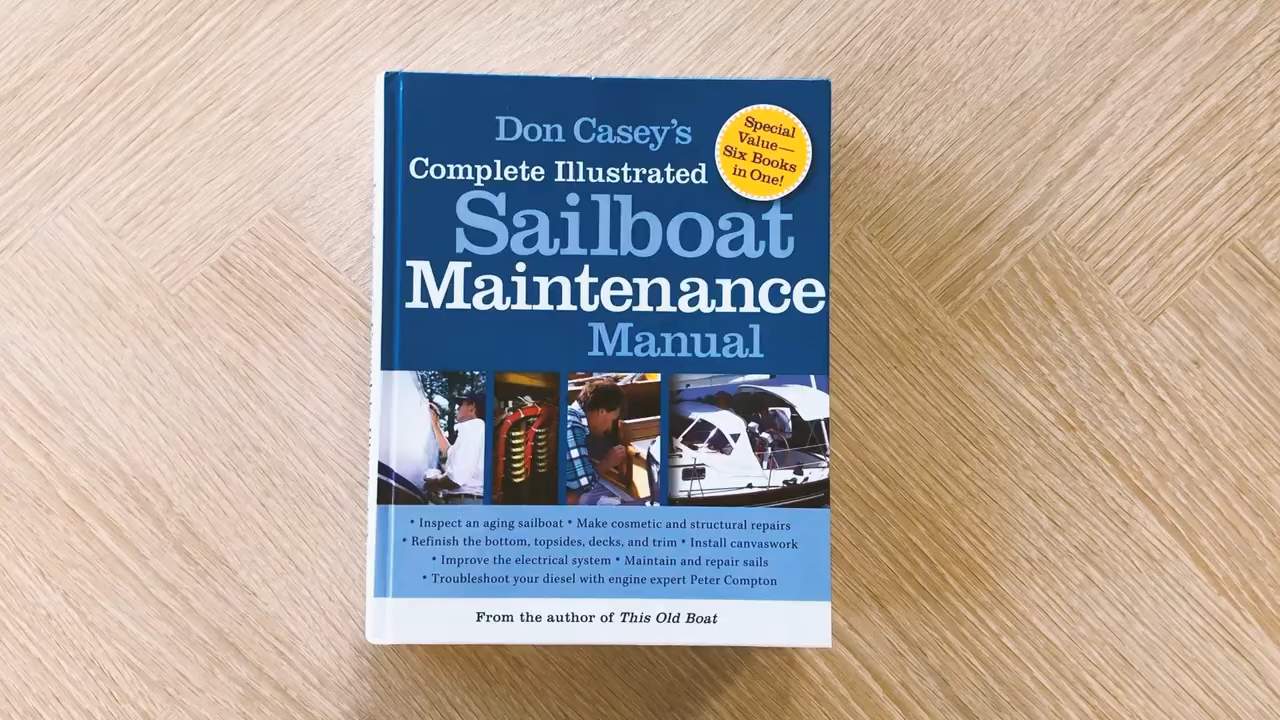 Don Casey's
Complete Illustrated
Sailboat
Maintenance
Manual
Special
Value—
Six Books
in One!
• Inspect an aging sailboat • Make cosmetic and structural repairs
• Refinish the bottom, topsides, decks, and trim • Install canvaswork
• Improve the electrical system • Maintain and repair sails
• Troubleshoot your diesel with engine expert Peter Compton
From the author of This Old Boat